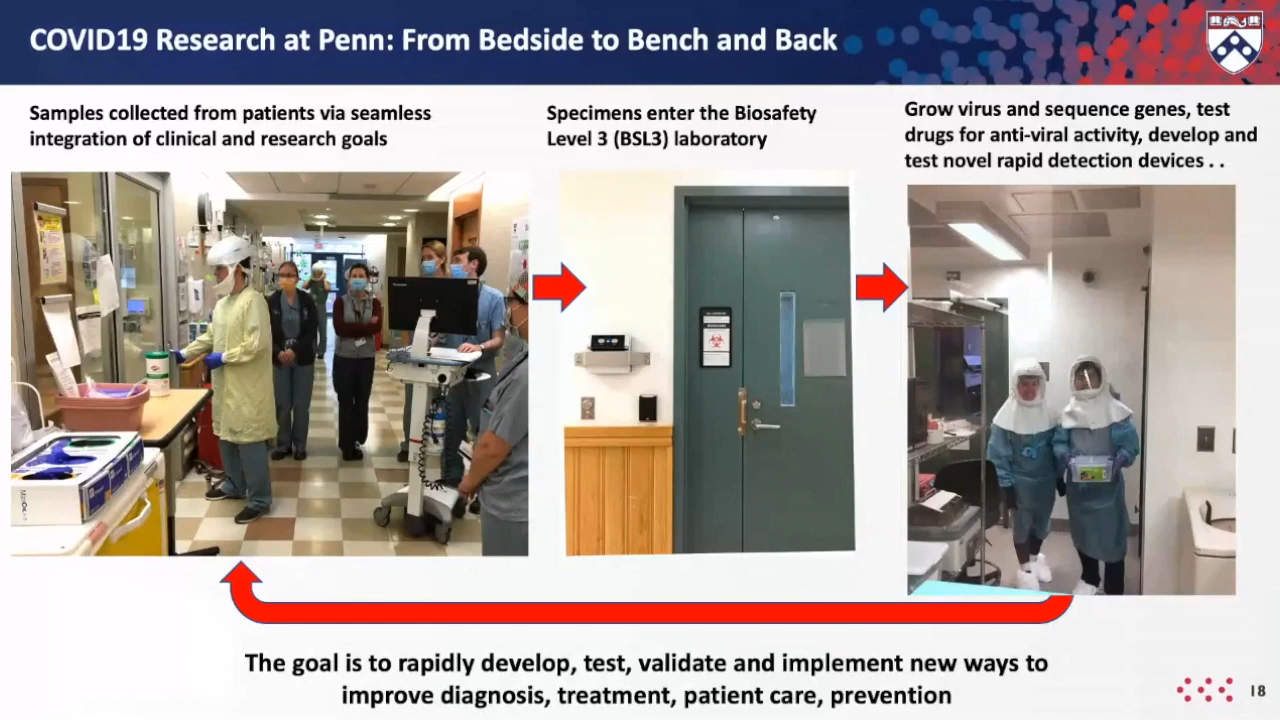 COVID19 Research at Penn: From Bedside to Bench and Back
Samples collected from patients via seamless
integration of clinical and research goals
Specimens enter the Biosafety
Level 3 (BSL3) laboratory
Grow virus and sequence genes, test
drugs for anti-viral activity, develop and
test novel rapid detection devices . .
The goal is to rapidly develop, test, validate and implement new ways to
improve diagnosis, treatment, patient care, prevention
18